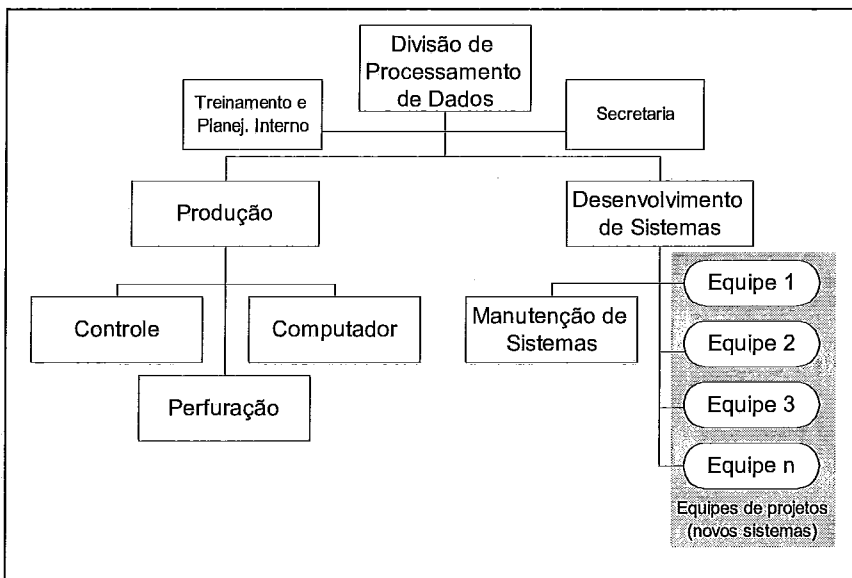 Divisão de
Processamento
de Dados
Treinamento e
Planej. Interno
Secretaria
Produção
Desenvolvimento
de Sistemas
Controle
Computador
Perfuração
Manutenção de
Sistemas
Equipe 1
Equipe 2
Equipe 3
Equipe n
Equipes de projetos
(novos sistemas)